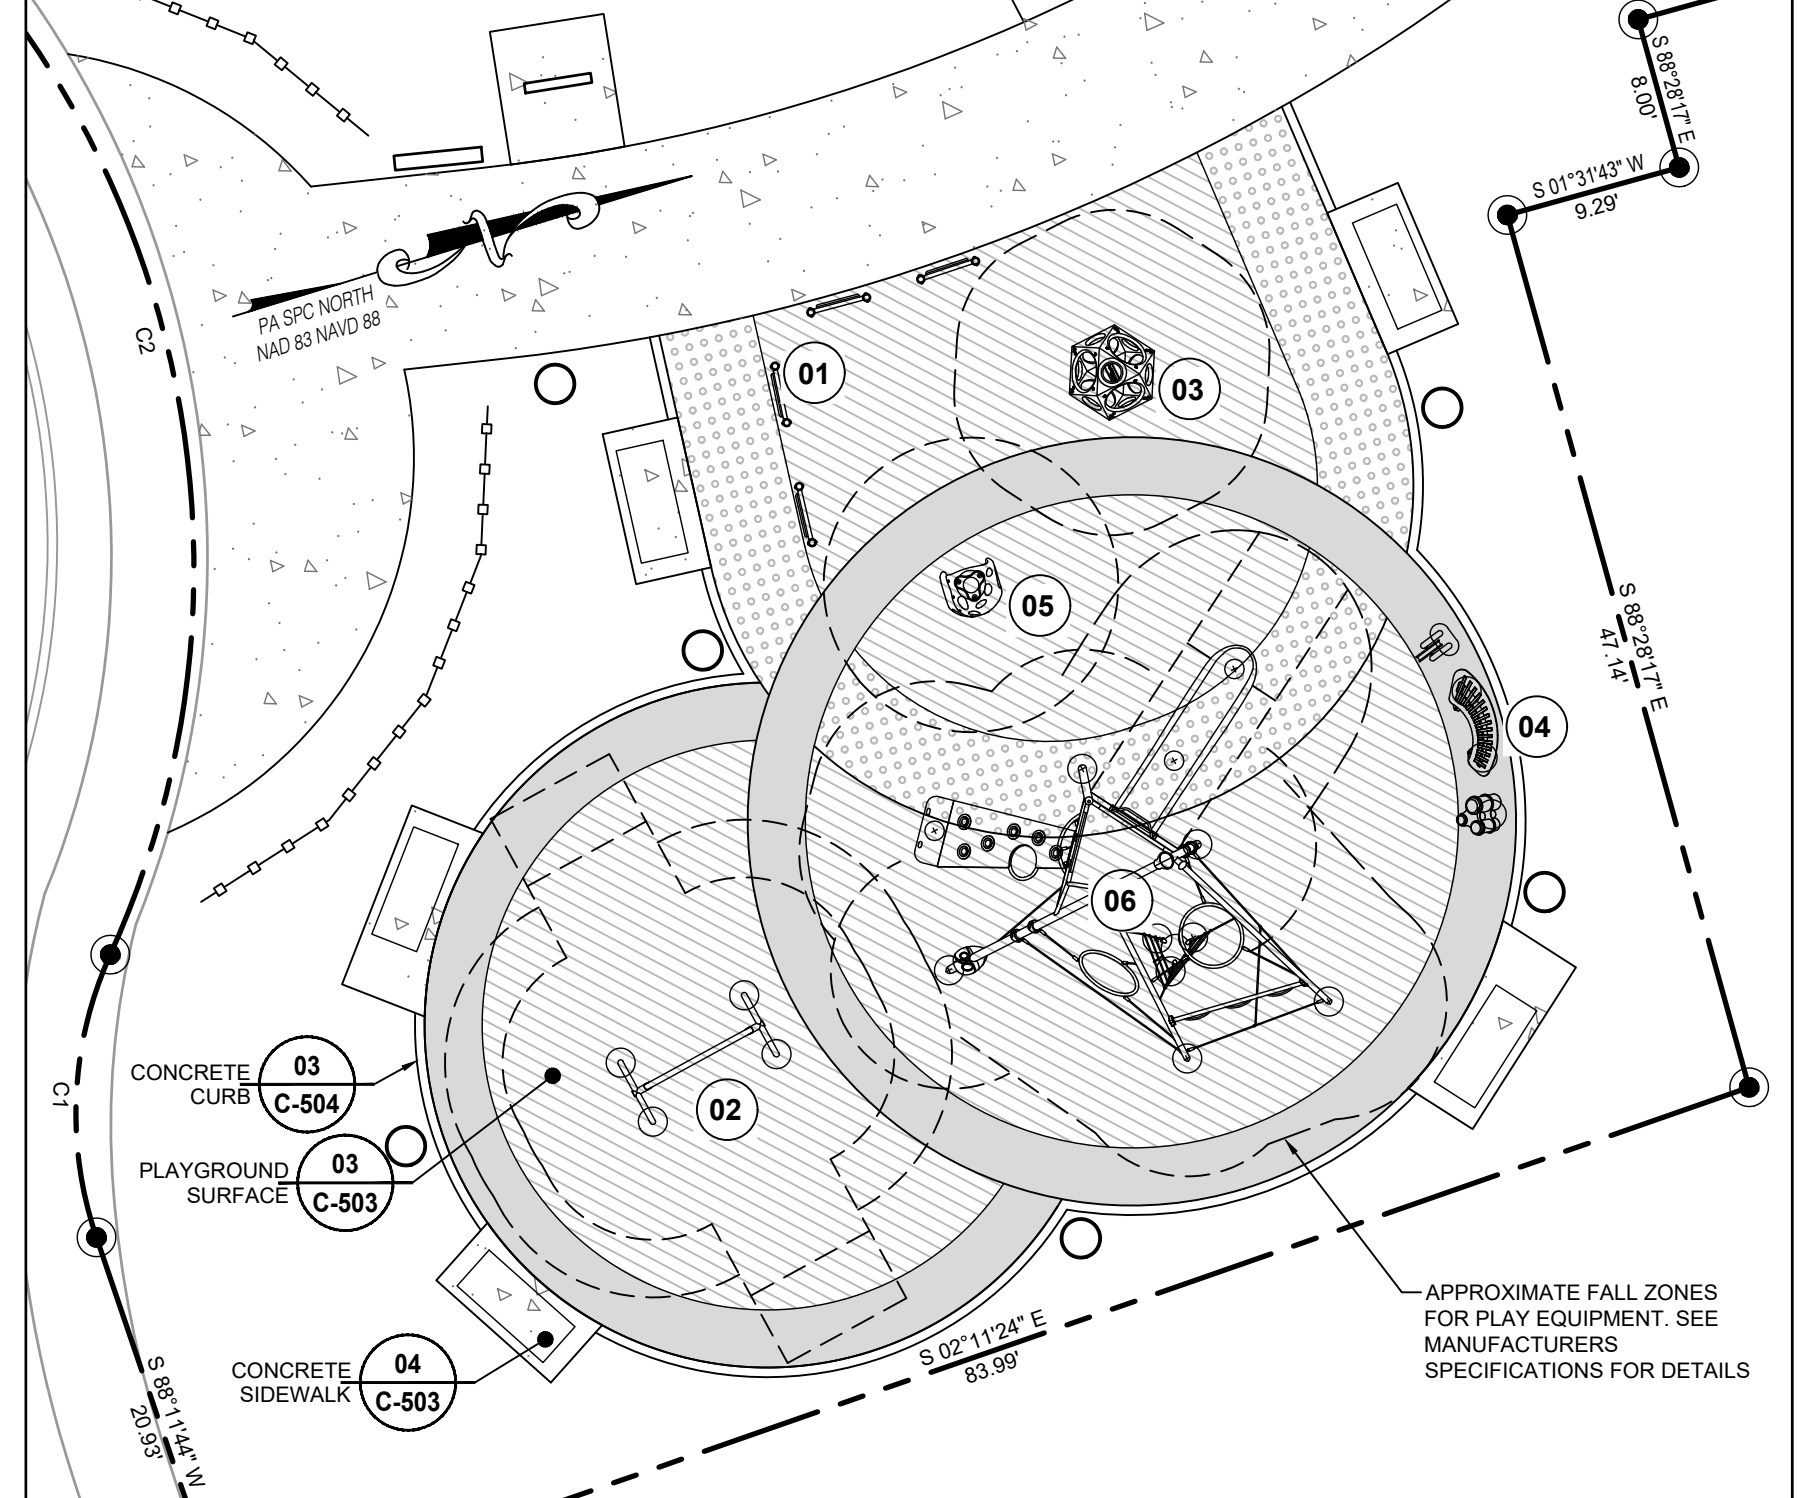 S 88°28'17" E
8.00'
S 01°31'43" W
9.29'
PA SPC NORTH
NAD 83 NAVD 88
C2
01
03
05
S 88°28'17" E
47.14'
04
06
CONCRETE
CURB
03
C-504
C1
02
PLAYGROUND
SURFACE
03
C-503
APPROXIMATE FALL ZONES
FOR PLAY EQUIPMENT. SEE
MANUFACTURERS
SPECIFICATIONS FOR DETAILS
S 02°11'24" E
83.99'
CONCRETE
SIDEWALK
04
C-503
S 88°11'44" W
20.93'
N